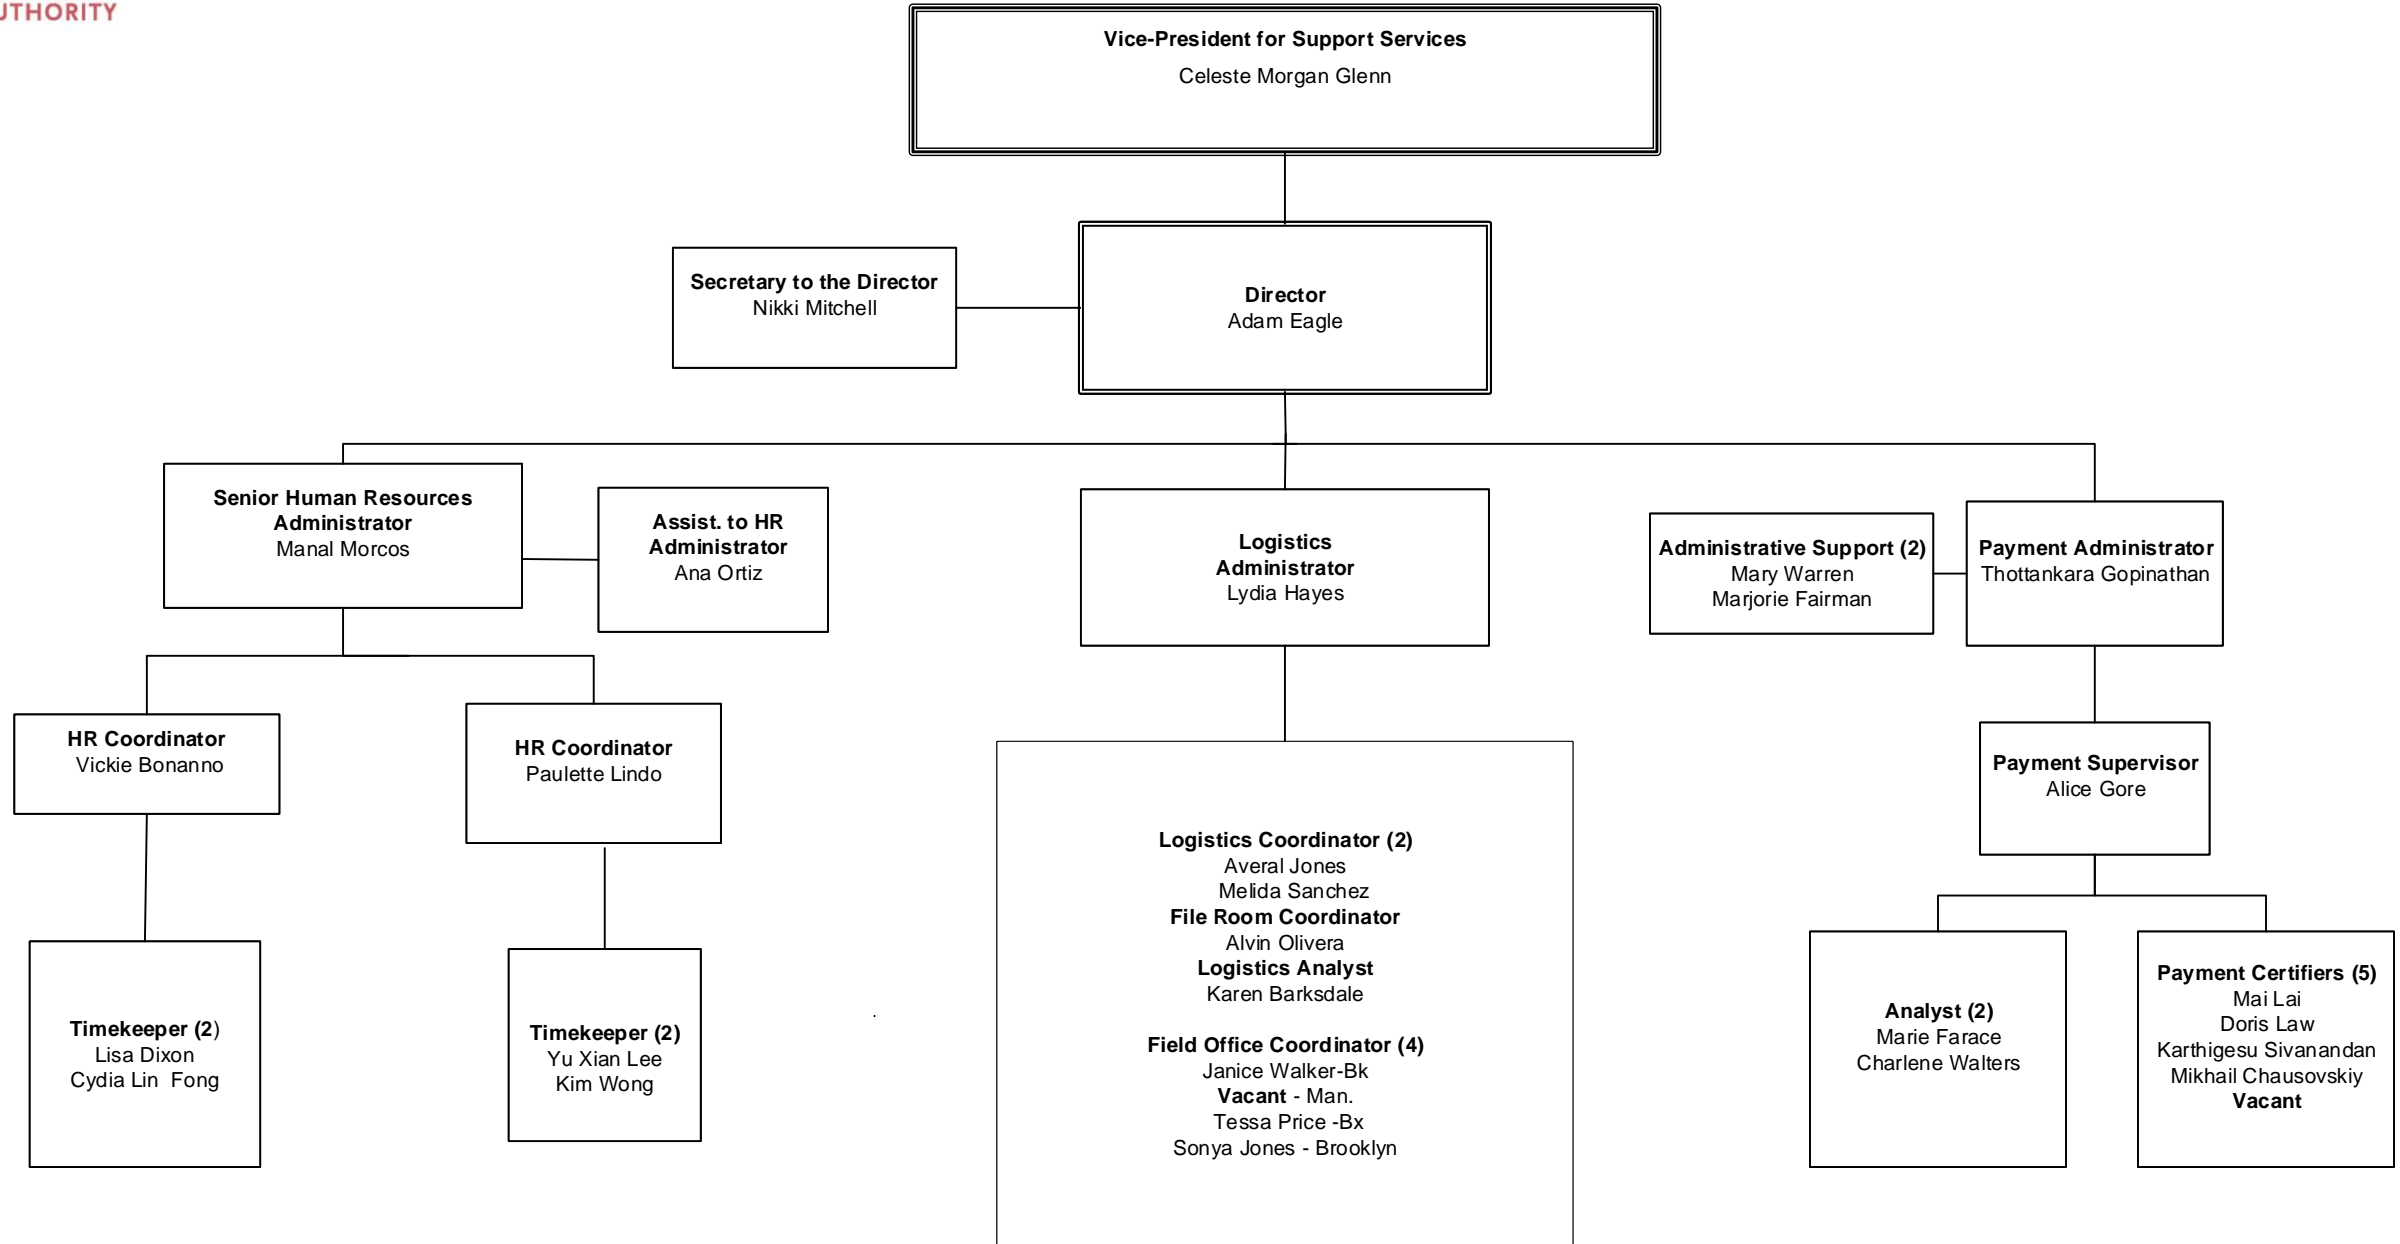 UTHORITY
Vice-President for Support Services
Celeste Morgan Glenn
Secretary to the Director
Nikki Mitchell
Director
Adam Eagle
Senior Human Resources
Administrator
Manal Morcos
Assist. to HR
Administrator
Ana Ortiz
Logistics
Administrator
Lydia Hayes
Administrative Support (2)
Mary Warren
Marjorie Fairman
Payment Administrator
Thottankara Gopinathan
HR Coordinator
Vickie Bonanno
HR Coordinator
Paulette Lindo
Payment Supervisor
Alice Gore
Timekeeper (2)
Lisa Dixon
Cydia Lin  Fong
Timekeeper (2)
Yu Xian Lee
Kim Wong
Logistics Coordinator (2)
Averal Jones
Melida Sanchez
File Room Coordinator
Alvin Olivera
Logistics Analyst
Karen Barksdale
Field Office Coordinator (4)
Janice Walker-Bk
Vacant - Man.
Tessa Price -Bx
Sonya Jones - Brooklyn
Analyst (2)
Marie Farace
Charlene Walters
Payment Certifiers (5)
Mai Lai
Doris Law
Karthigesu Sivanandan
Mikhail Chausovskiy
Vacant